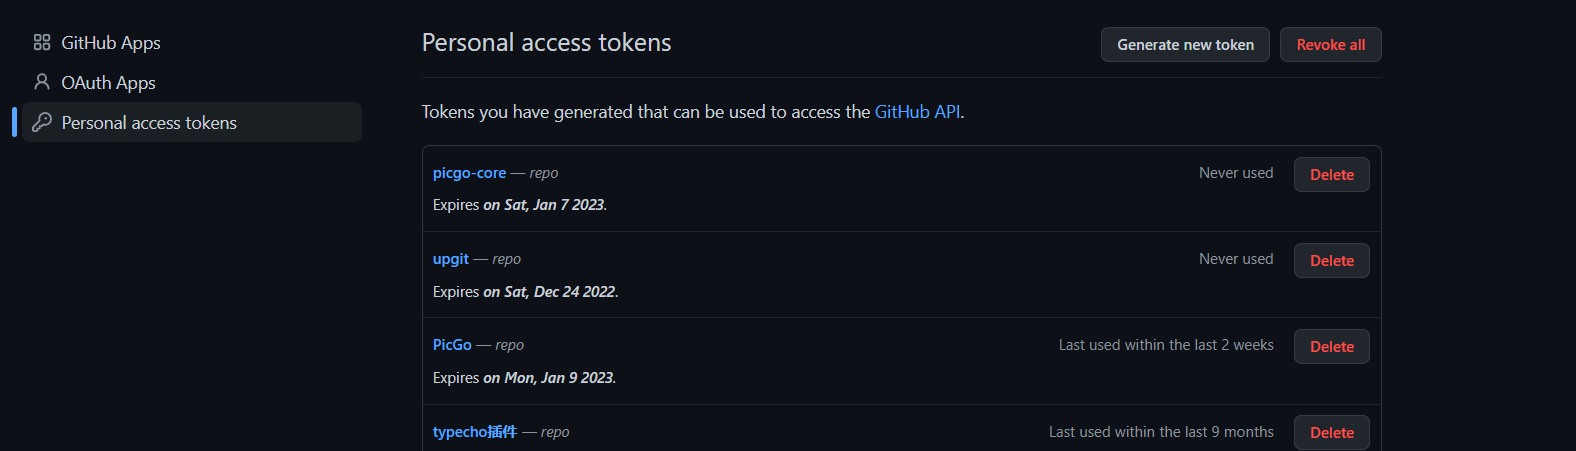 GitHub Apps
OAuth Apps
Personal access tokens
Personal access tokens
Generate new token
Revoke all
Tokens you have generated that can be used to access the GitHub API.
picgo-core — repo
Never used
Delete
Expires on Sat, Jan 7 2023.
upgit — repo
Never used
Delete
Expires on Sat, Dec 24 2022.
PicGo — repo
Last used within the last 2 weeks
Delete
Expires on Mon, Jan 9 2023.
typecho插件 — repo
Last used within the last 9 months
Delete